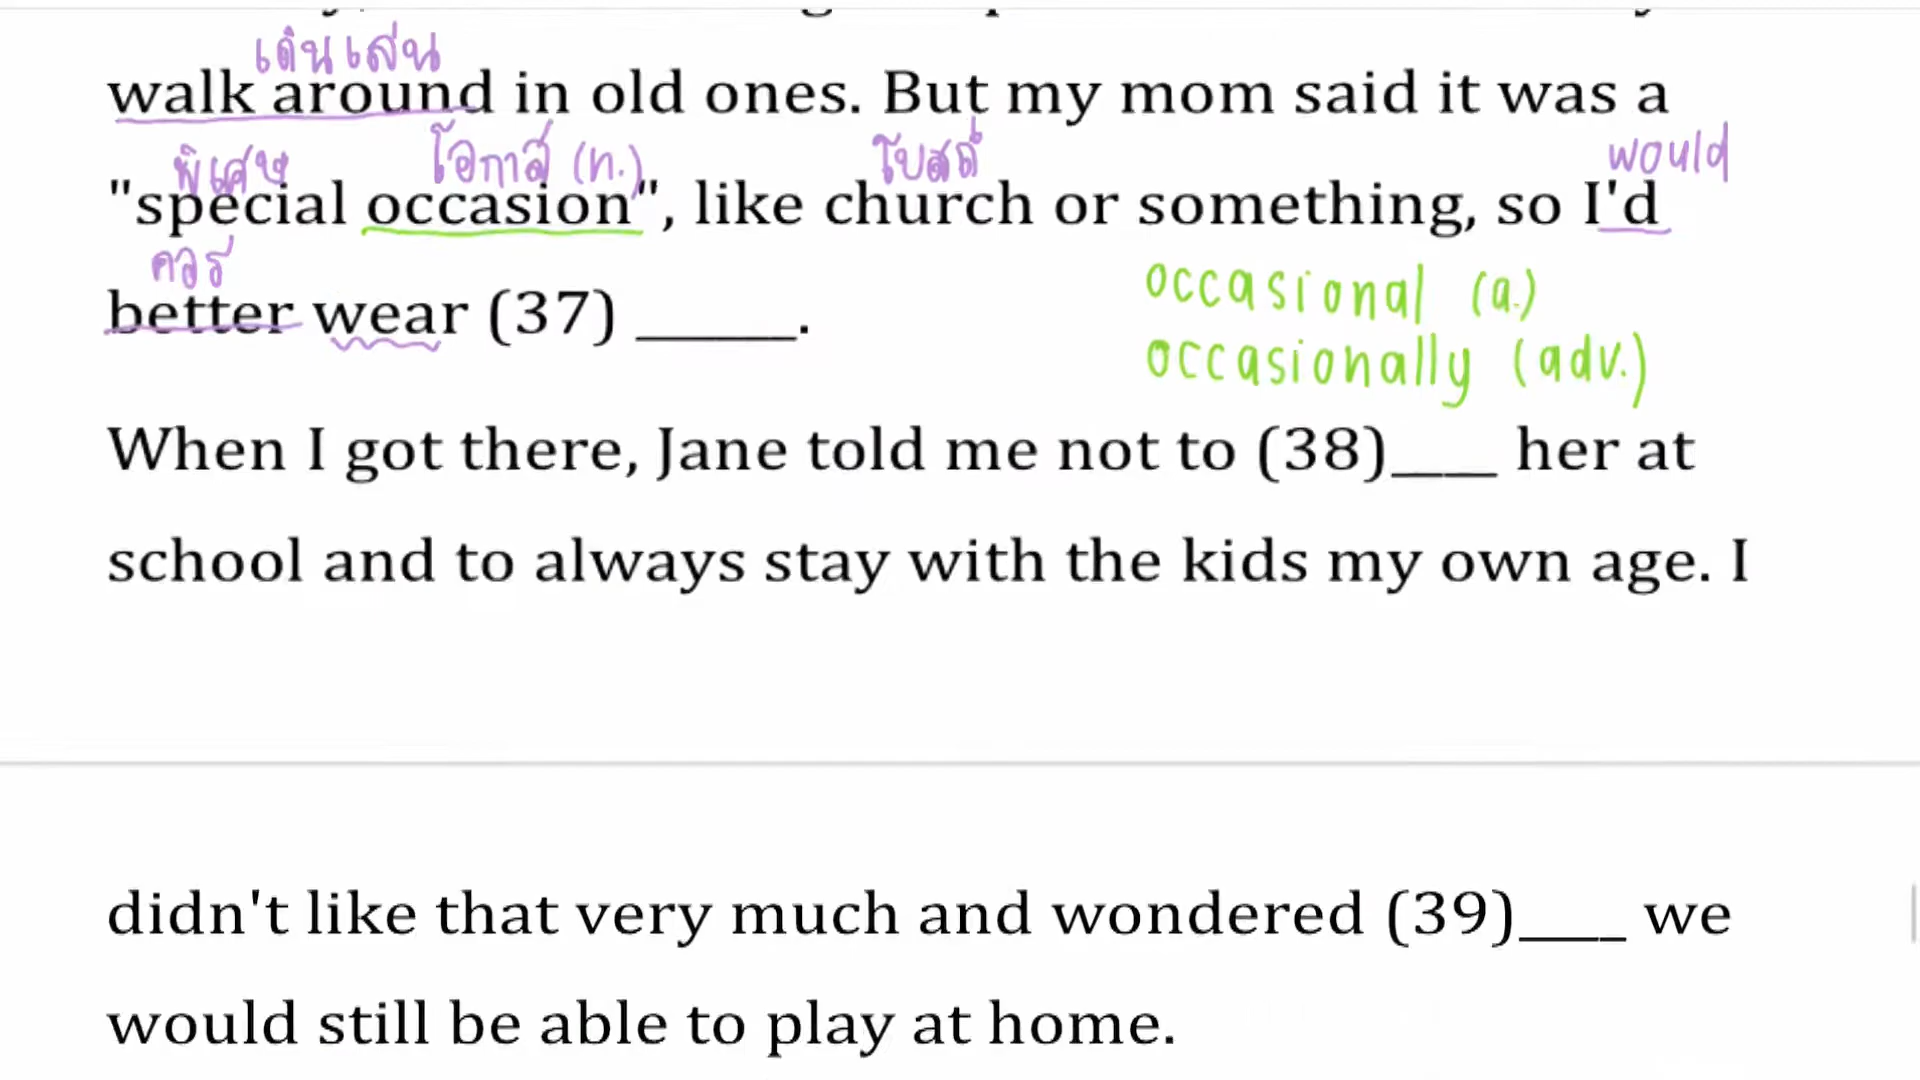 เดินเล่น
walk around in old ones. But my mom said it was a
พิเศษ โอกาส (n.) โบสถ์ would
"special occasion", like church or something, so I'd
ควร
better wear (37) _____.
occasional (a.)
occasionally (adv.)
When I got there, Jane told me not to (38)____ her at
school and to always stay with the kids my own age. I
didn't like that very much and wondered (39)____ we
would still be able to play at home.